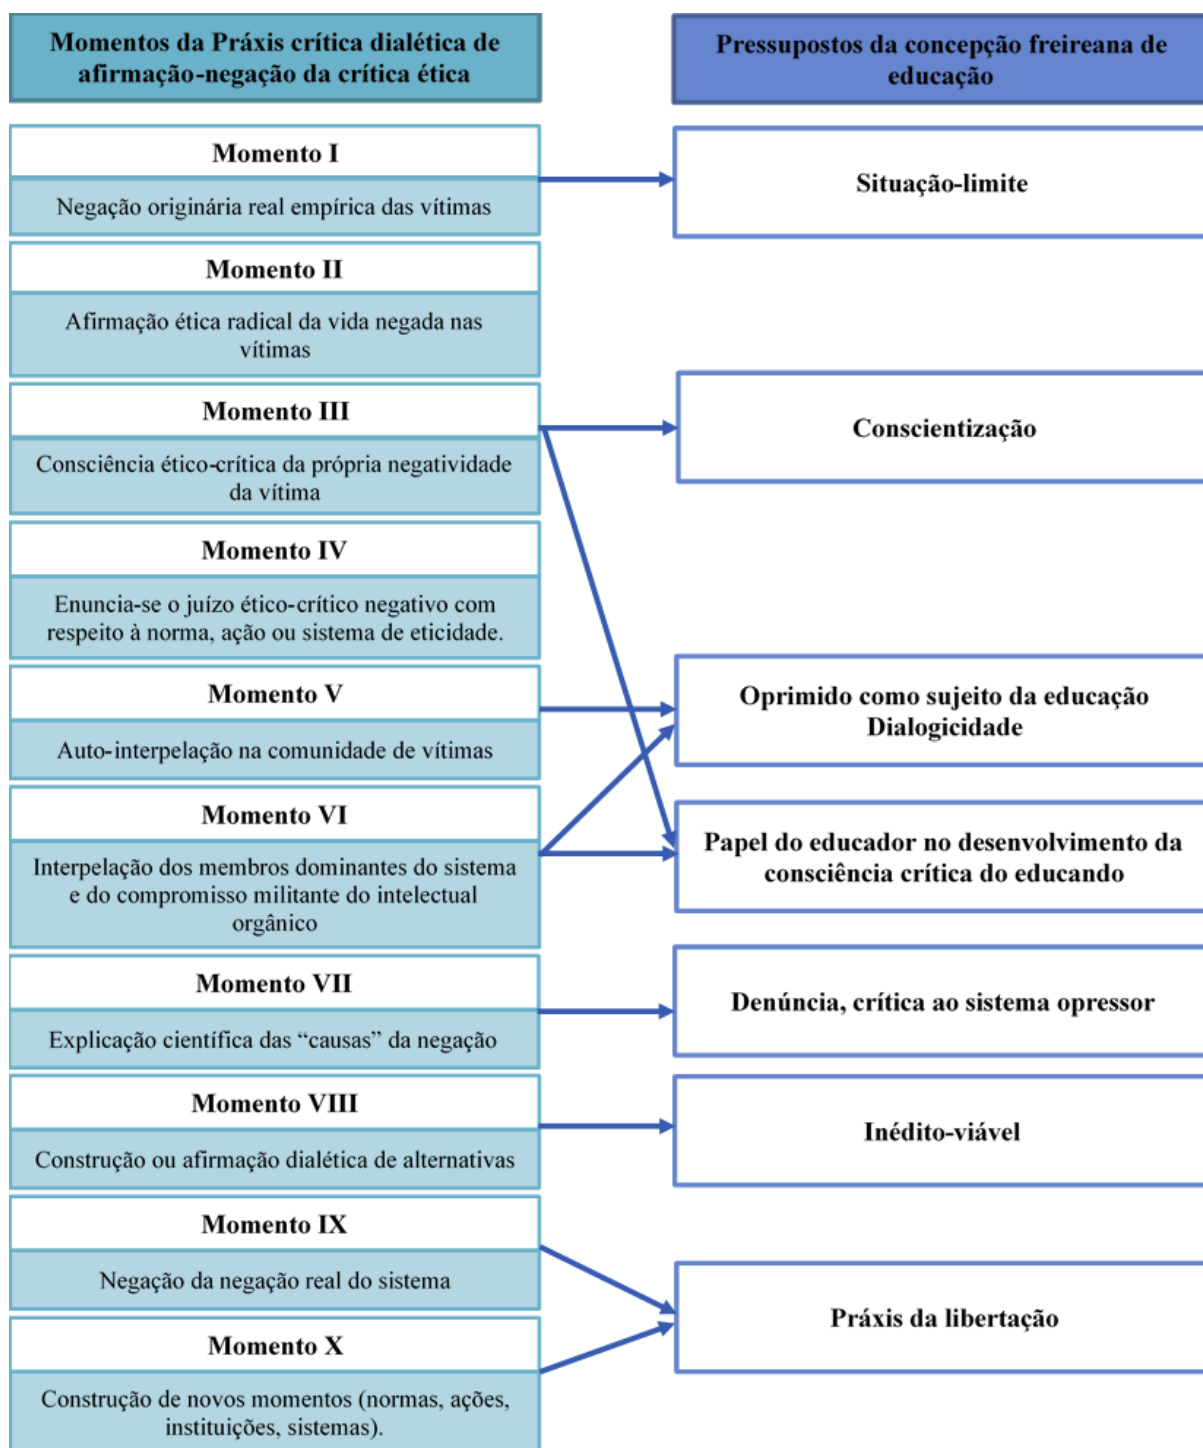 Momentos da Práxis crítica dialética de
afirmação-negação da crítica ética
Pressupostos da concepção freireana de
educação
Momento I
Negação originária real empírica das vítimas
Situação-limite
Momento II
Afirmação ética radical da vida negada nas
vítimas
Momento III
Consciência ético-crítica da própria negatividade
da vítima
Conscientização
Momento IV
Enuncia-se o juízo ético-crítico negativo com
respeito à norma, ação ou sistema de eticidade.
Momento V
Auto-interpelação na comunidade de vítimas
Oprimido como sujeito da educação
Dialogicidade
Momento VI
Interpelação dos membros dominantes do sistema
e do compromisso militante do intelectual
orgânico
Papel do educador no desenvolvimento da
consciência crítica do educando
Momento VII
Explicação científica das “causas” da negação
Denúncia, crítica ao sistema opressor
Momento VIII
Construção ou afirmação dialética de alternativas
Inédito-viável
Momento IX
Negação da negação real do sistema
Práxis da libertação
Momento X
Construção de novos momentos (normas, ações,
instituições, sistemas).